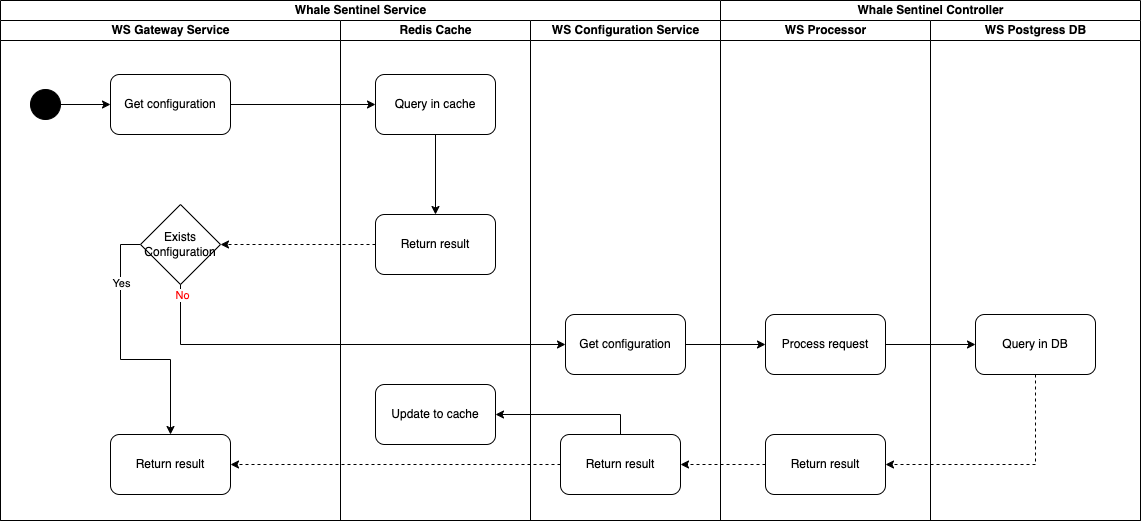 Whale Sentinel Service
Whale Sentinel Controller
WS Gateway Service
Redis Cache
WS Configuration Service
WS Processor
WS Postgress DB
Get configuration
Query in cache
Exists
Configuration
Return result
Yes
No
Get configuration
Process request
Query in DB
Update to cache
Return result
Return result
Return result